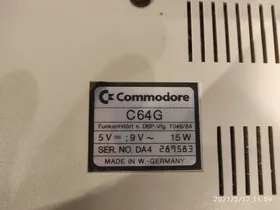 Commodore
C64G
Funkentstört n. DBP-Vfg. 1046/84
5V⎓; 9V~ 15W
SER. NO. DA4 289583
MADE IN W.-GERMANY
2021/2/17 11:59